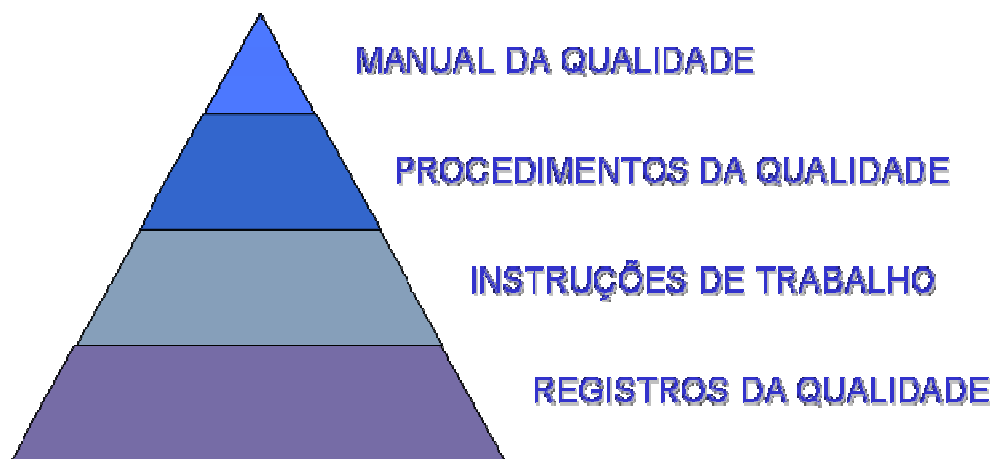 MANUAL DA QUALIDADE
PROCEDIMENTOS DA QUALIDADE
INSTRUÇÕES DE TRABALHO
REGISTROS DA QUALIDADE